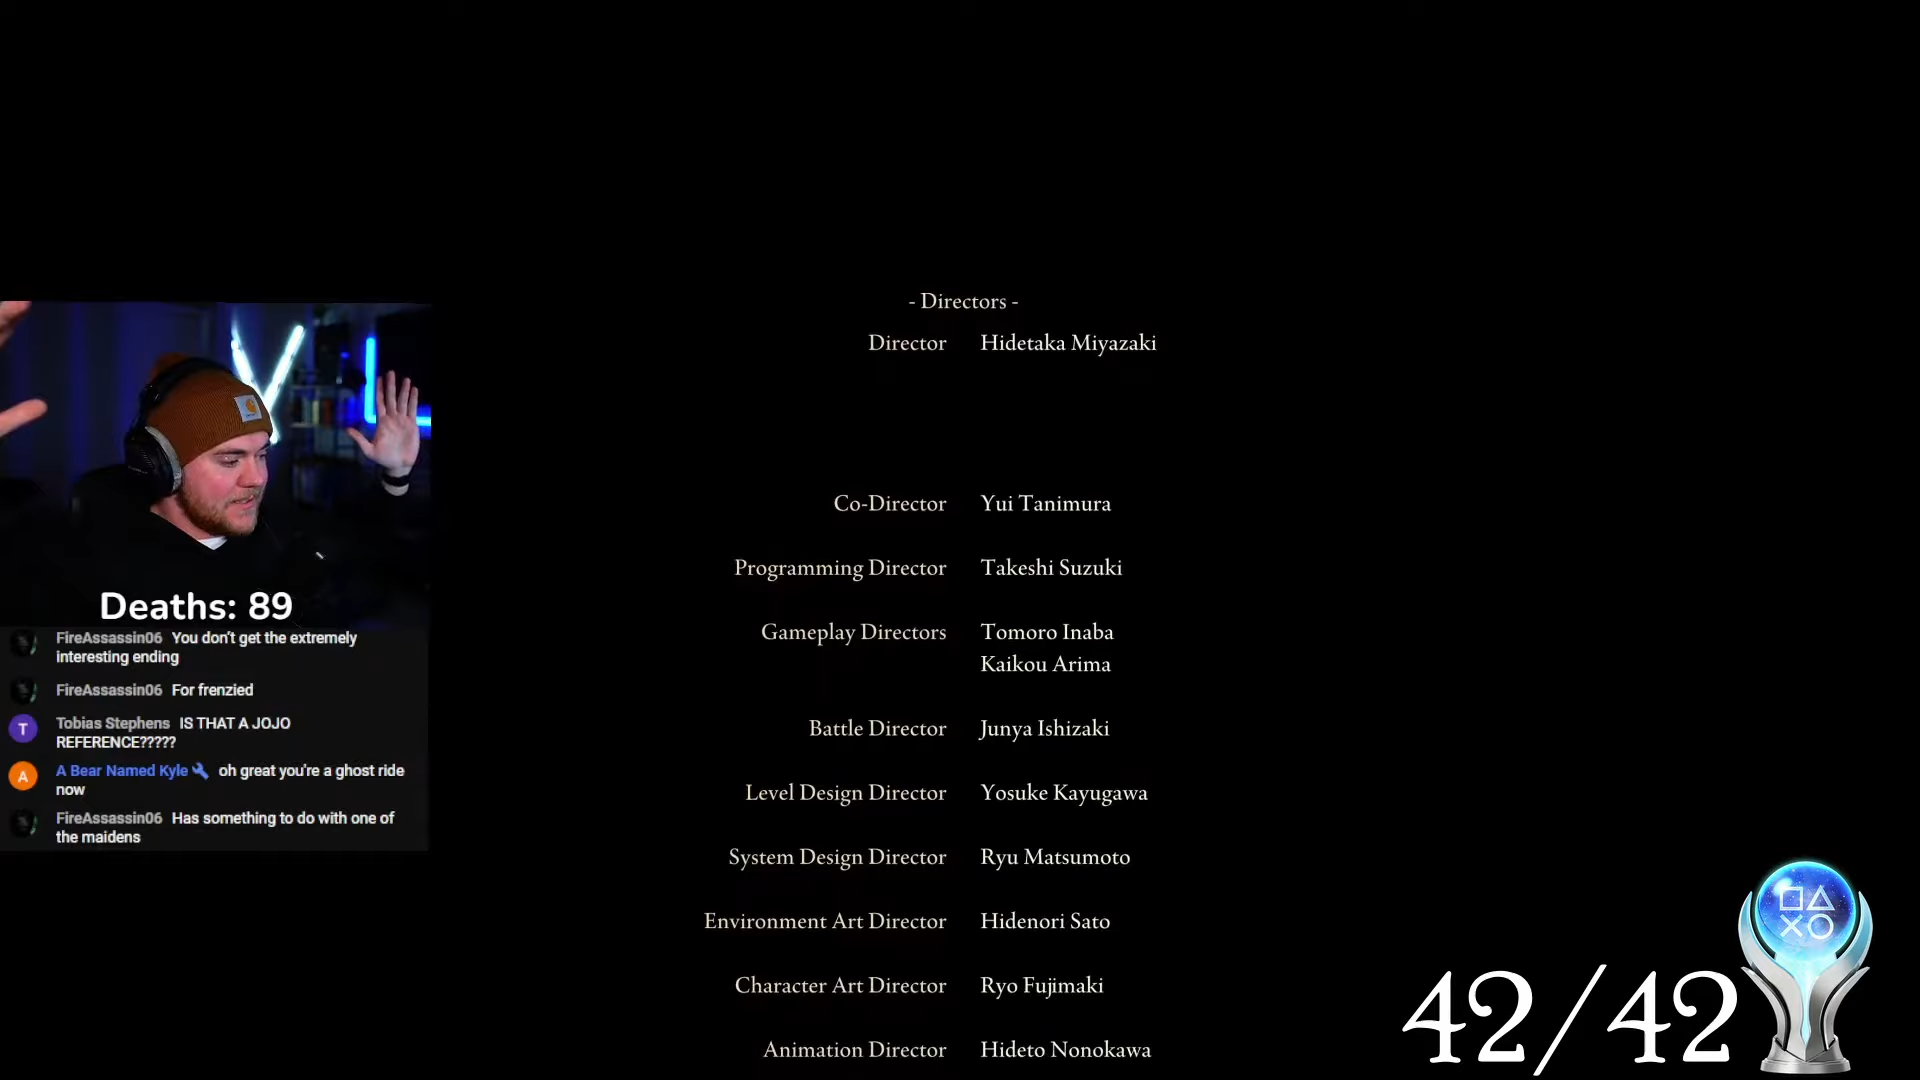 - Directors -
Director Hidetaka Miyazaki
Co-Director Yui Tanimura
Programming Director Takeshi Suzuki
Gameplay Directors Tomoro Inaba
Kaikou Arima
Battle Director Junya Ishizaki
Level Design Director Yosuke Kayugawa
System Design Director Ryu Matsumoto
Environment Art Director Hidenori Sato
Character Art Director Ryo Fujimaki
Animation Director Hideto Nonokawa
Deaths: 89
FireAssassin06 You don't get the extremely
interesting ending
FireAssassin06 For frenzied
T Tobias Stephens IS THAT A JOJO
REFERENCE?????
A A Bear Named Kyle oh great you're a ghost ride
now
FireAssassin06 Has something to do with one of
the maidens
42/42